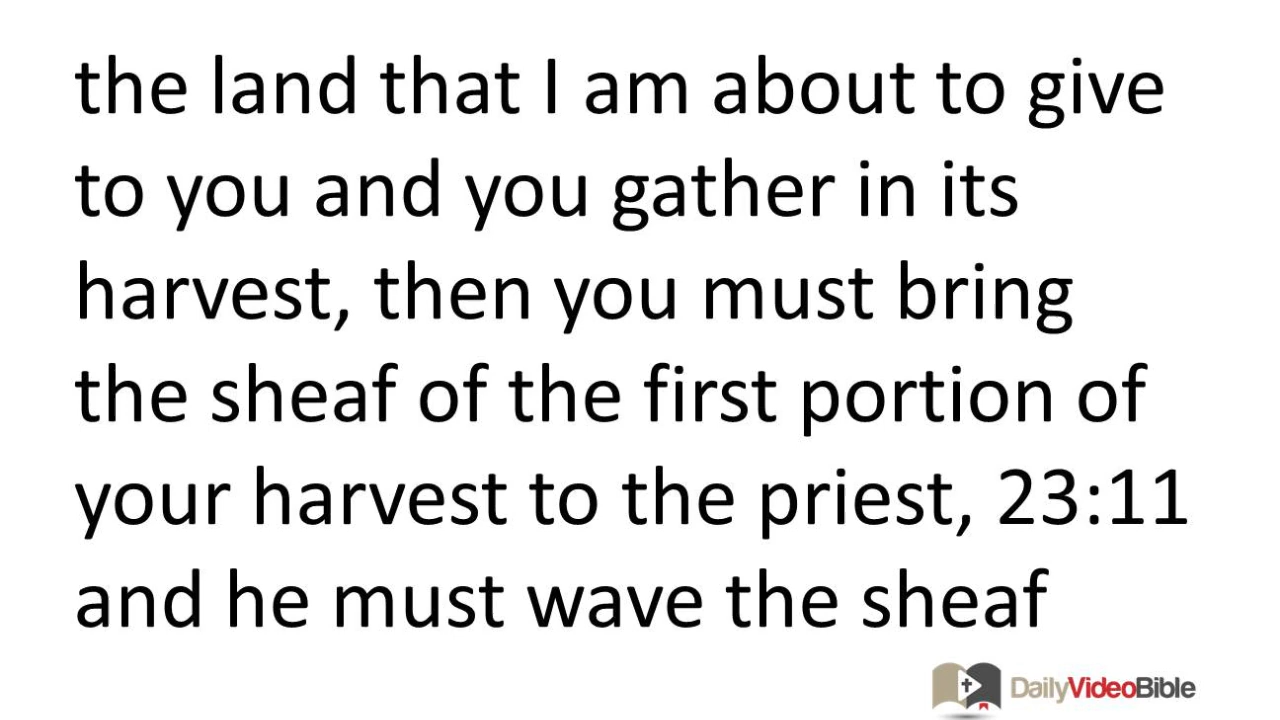 the land that I am about to give
to you and you gather in its
harvest, then you must bring
the sheaf of the first portion of
your harvest to the priest, 23:11
and he must wave the sheaf
DailyVideoBible